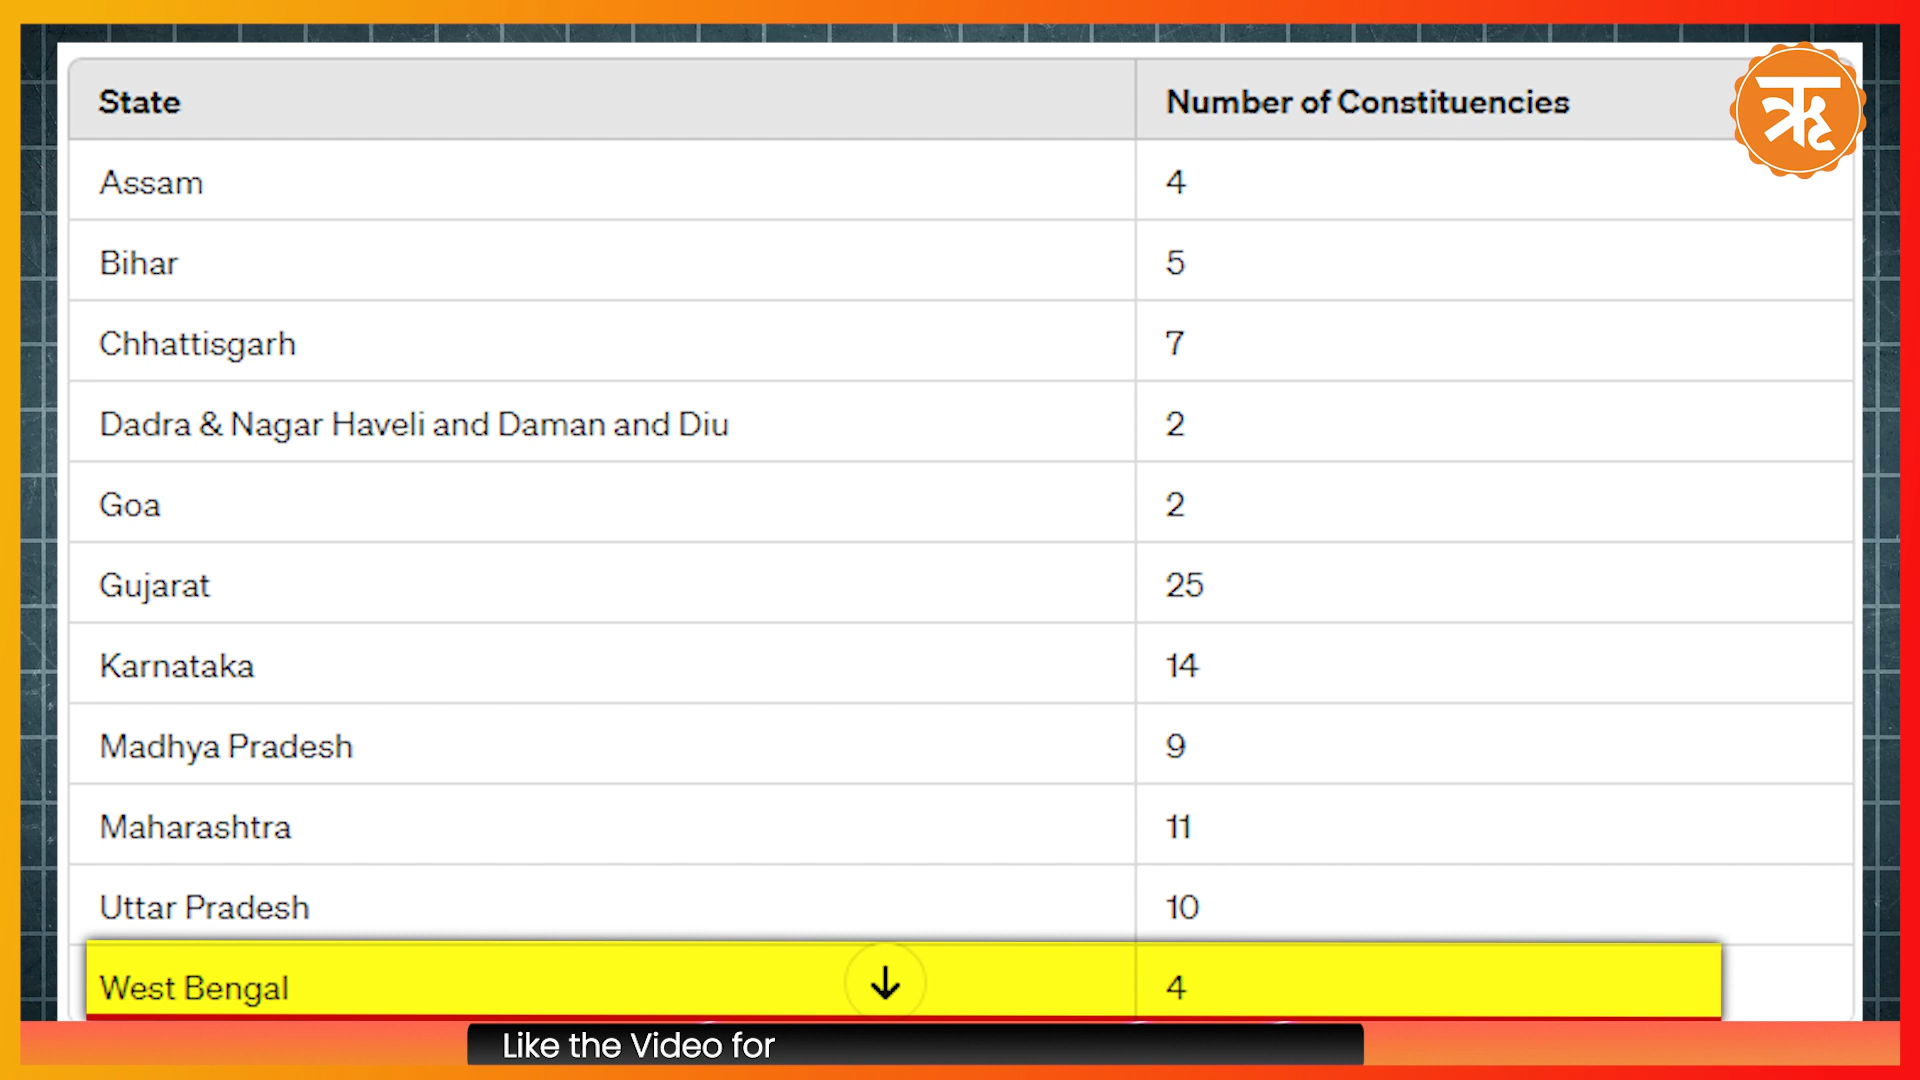 State Number of Constituencies
ऋ
Assam 4
Bihar 5
Chhattisgarh 7
Dadra & Nagar Haveli and Daman and Diu 2
Goa 2
Gujarat 25
Karnataka 14
Madhya Pradesh 9
Maharashtra 11
Uttar Pradesh 10
West Bengal 4
Like the Video for